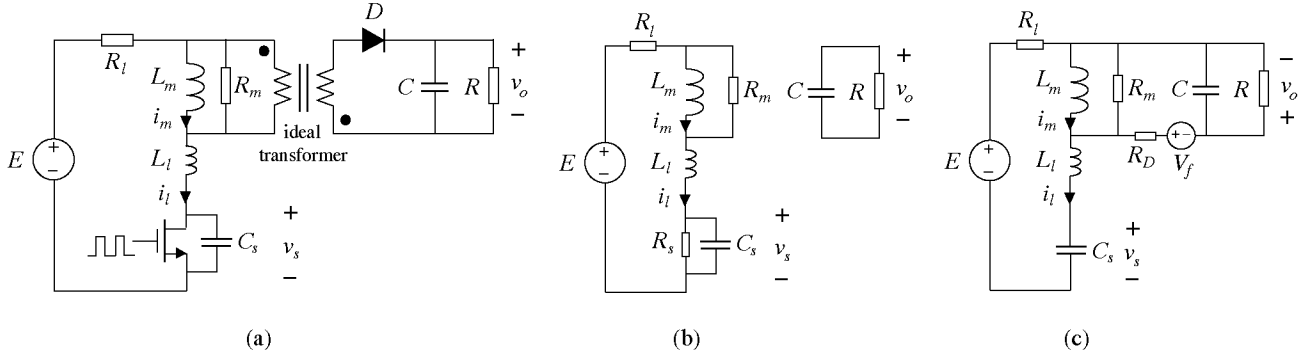 D
R_l
L_m
R_m
C
R
+
v_o
−
i_m
ideal
transformer
E
+
−
L_l
i_l
C_s
+
v_s
−
(a)
R_l
L_m
R_m
C
R
+
v_o
−
i_m
E
+
−
L_l
i_l
R_s
C_s
+
v_s
−
(b)
R_l
L_m
R_m
C
R
−
v_o
+
i_m
R_D
+−
V_f
E
+
−
L_l
i_l
C_s
+
v_s
−
(c)